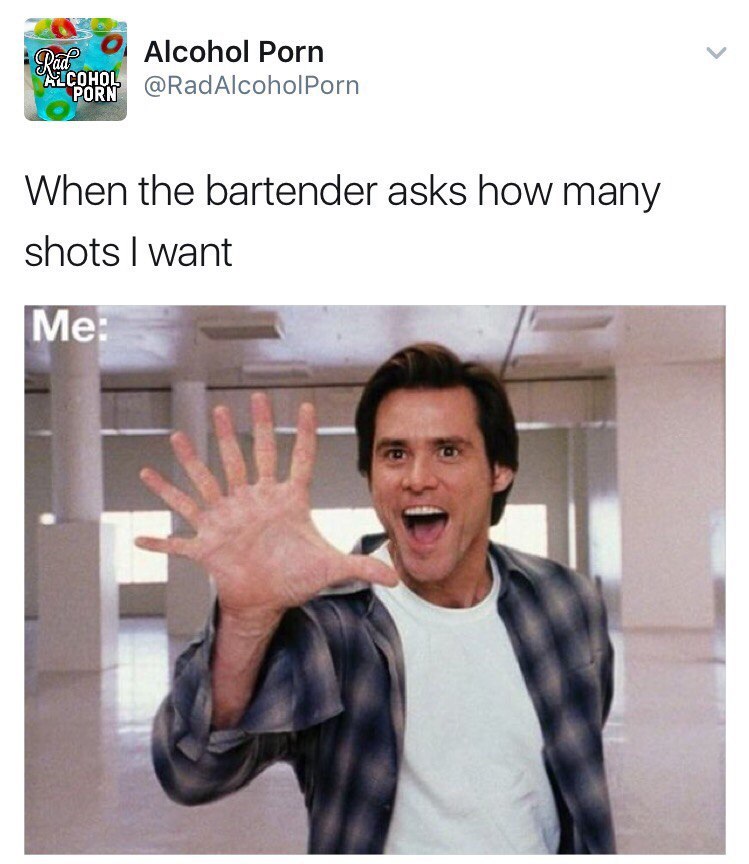 Rad
ALCOHOL
PORN
Alcohol Porn
@RadAlcoholPorn
When the bartender asks how many
shots I want
Me: